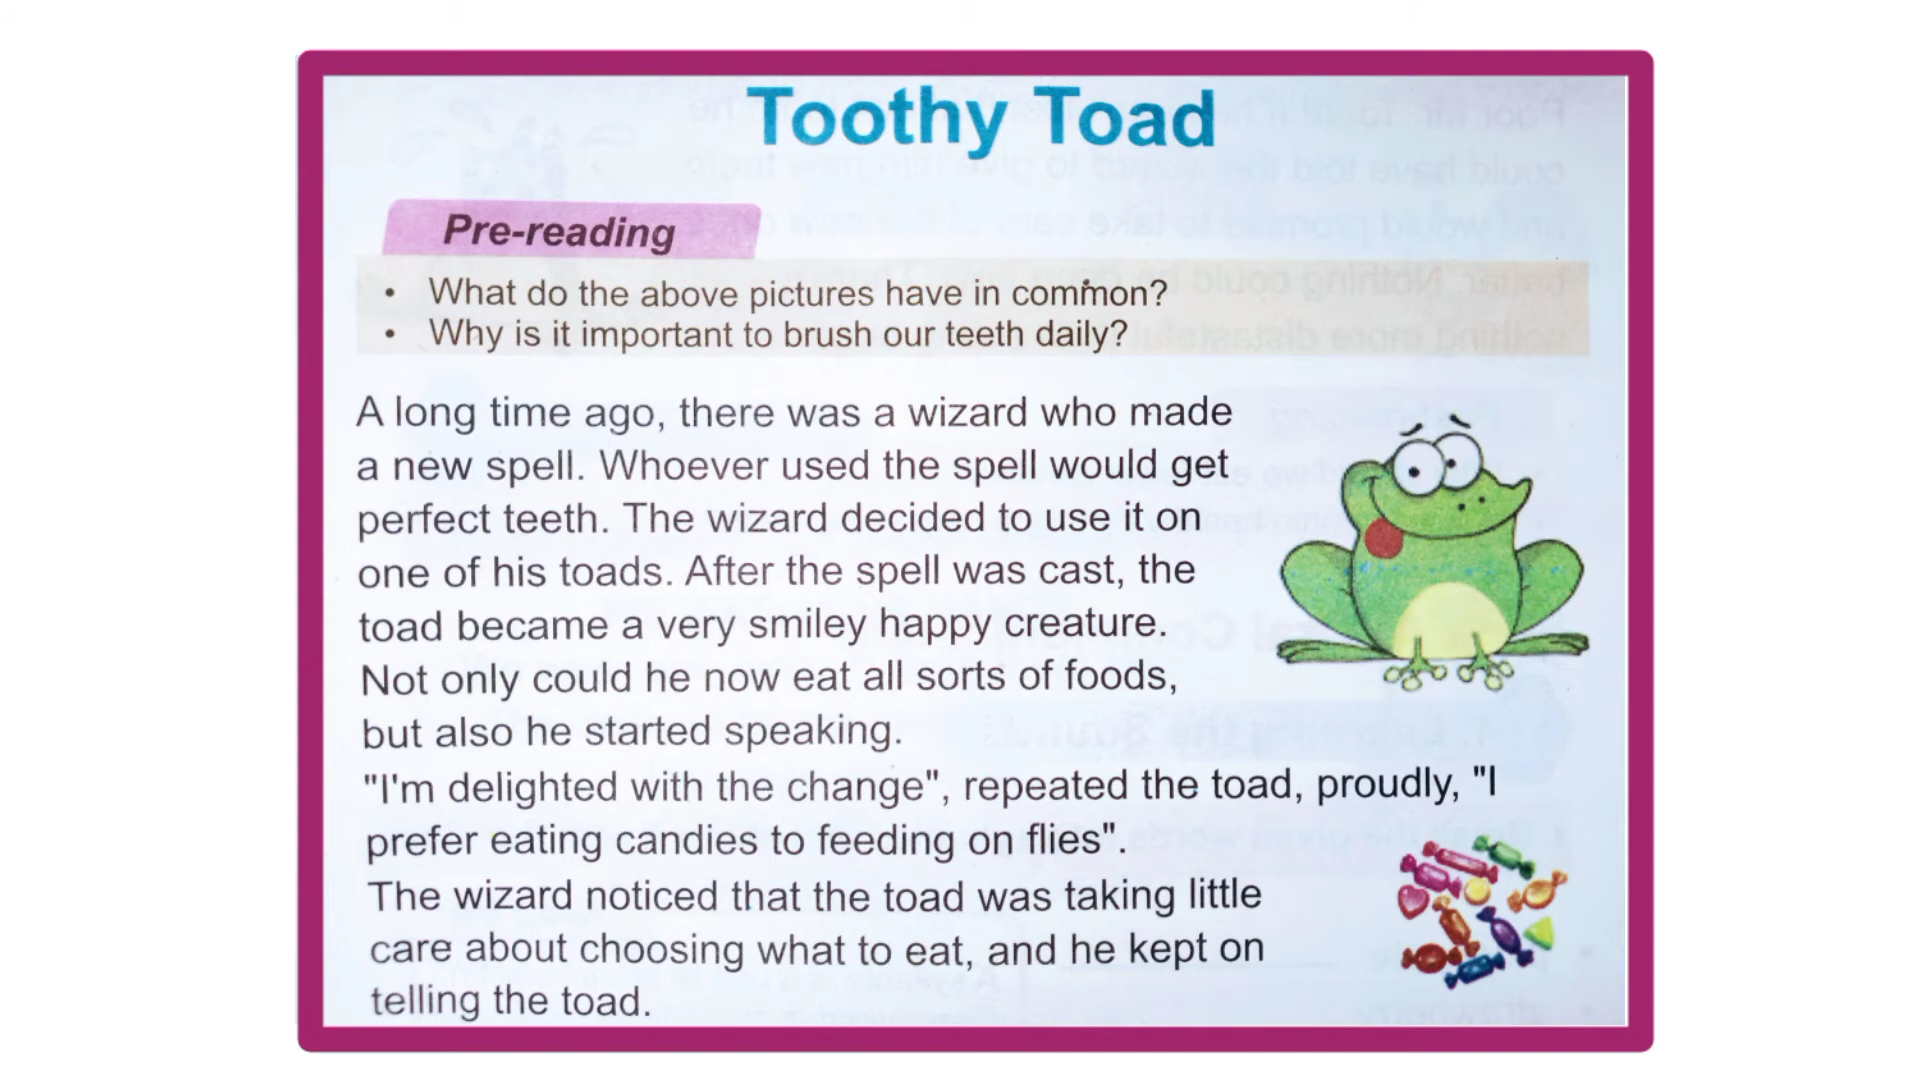 Toothy Toad
Pre-reading
• What do the above pictures have in common?
• Why is it important to brush our teeth daily?
A long time ago, there was a wizard who made
a new spell. Whoever used the spell would get
perfect teeth. The wizard decided to use it on
one of his toads. After the spell was cast, the
toad became a very smiley happy creature.
Not only could he now eat all sorts of foods,
but also he started speaking.
"I'm delighted with the change", repeated the toad, proudly, "I
prefer eating candies to feeding on flies".
The wizard noticed that the toad was taking little
care about choosing what to eat, and he kept on
telling the toad.